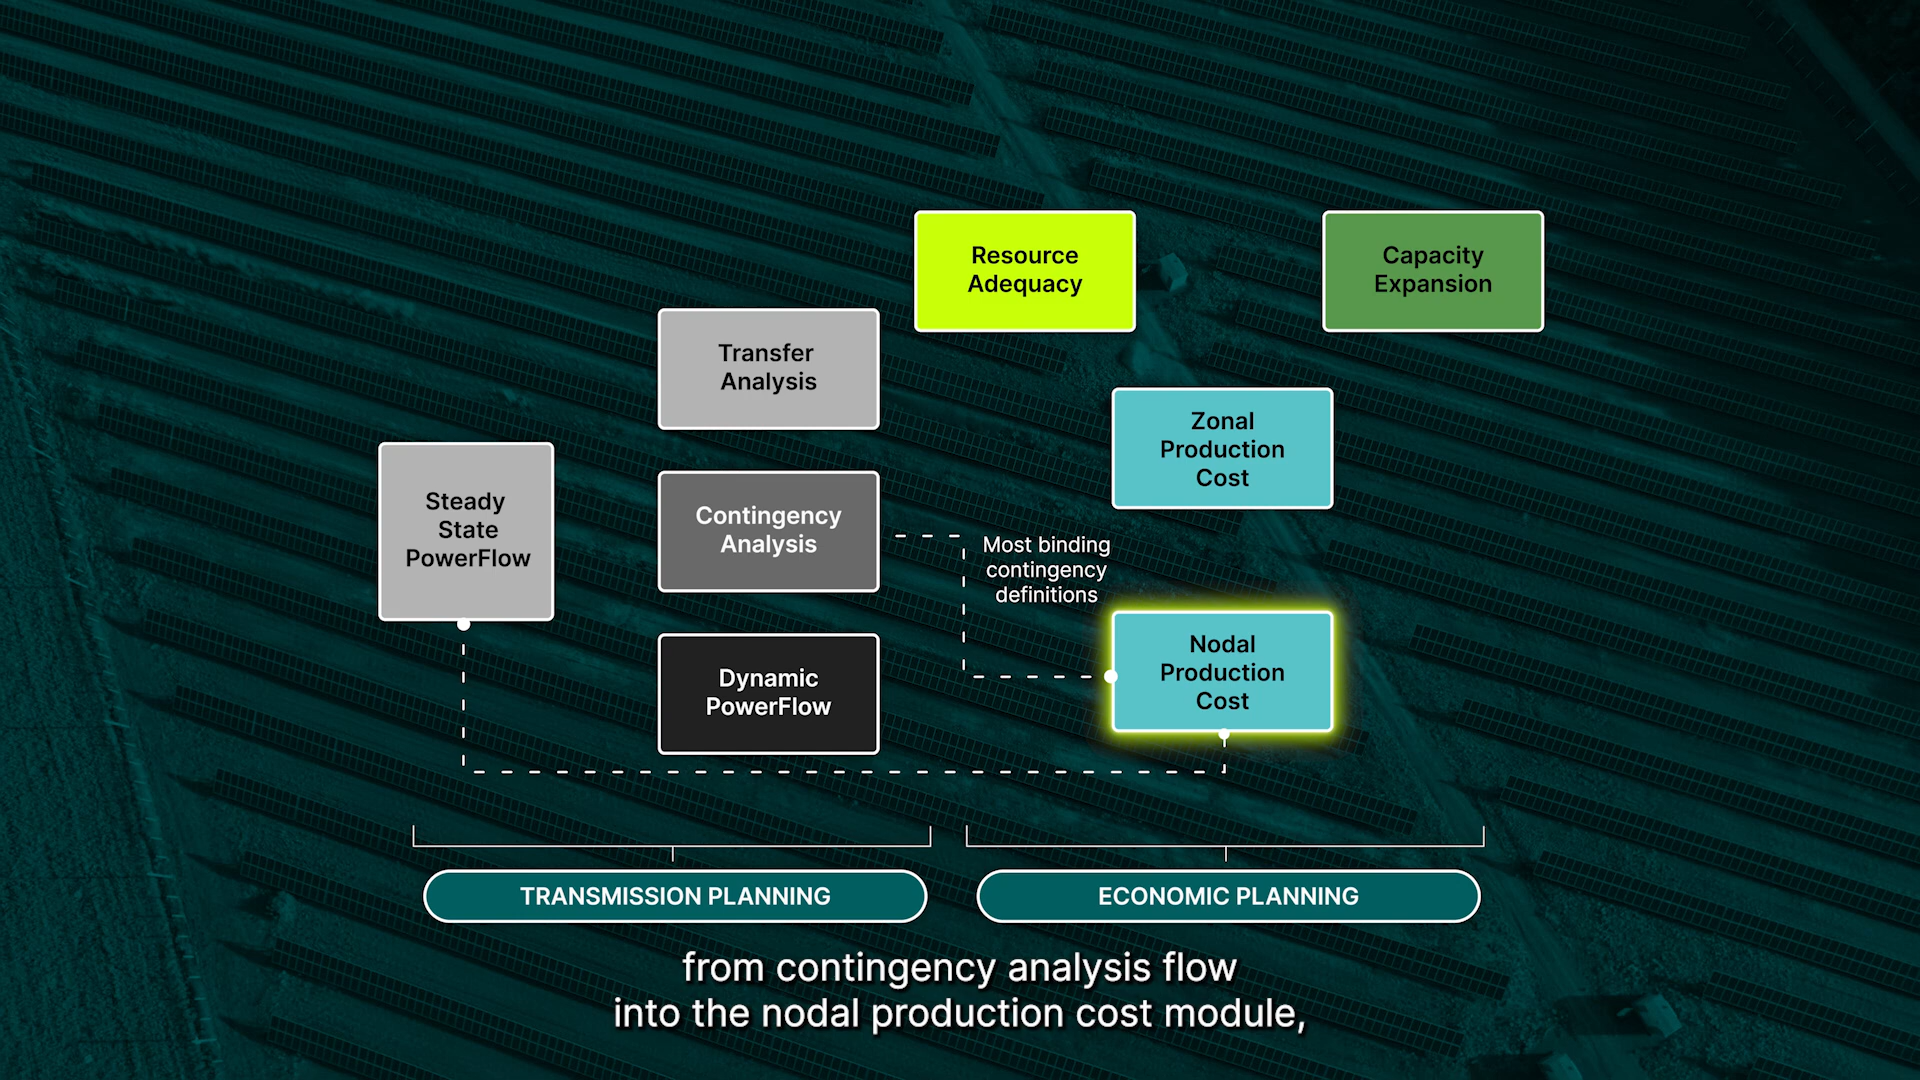 Resource
Adequacy
Capacity
Expansion
Transfer
Analysis
Zonal
Production
Cost
Steady
State
PowerFlow
Contingency
Analysis
Most binding
contingency
definitions
Nodal
Production
Cost
Dynamic
PowerFlow
TRANSMISSION PLANNING
ECONOMIC PLANNING
from contingency analysis flow
into the nodal production cost module,